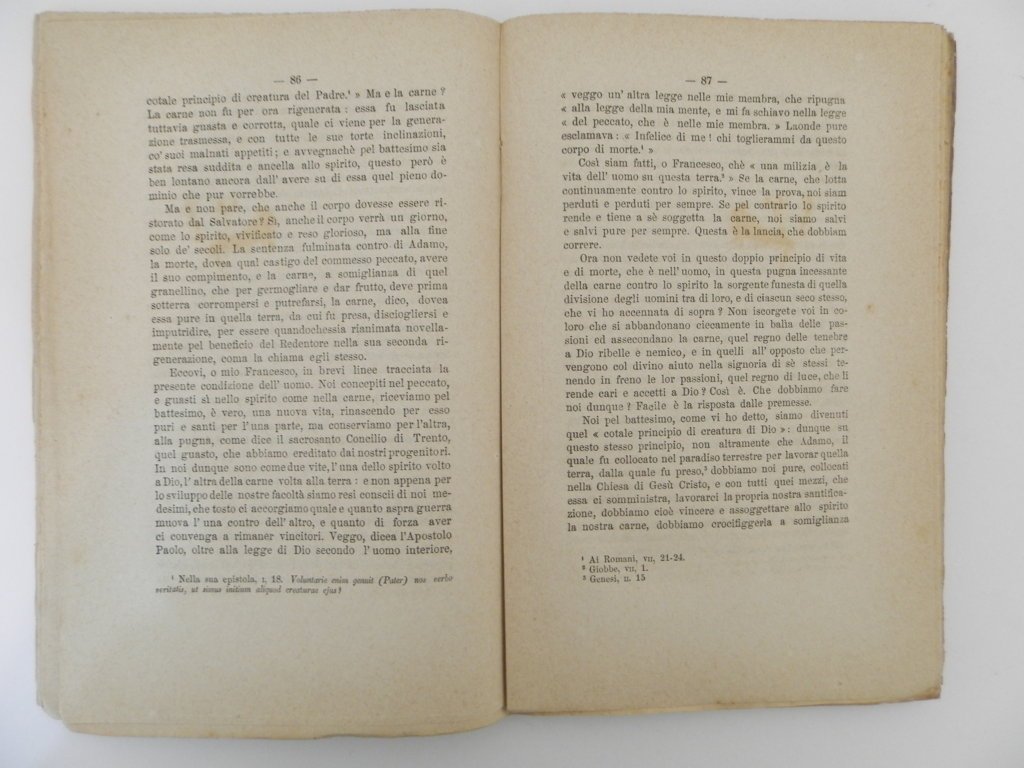 — 86 —
cotale principio di creatura del Padre.¹ » Ma e la carne ?
La carne non fu per ora rigenerata : essa fu lasciata
tuttavia guasta e corrotta, quale ci viene per la genera-
zione trasmessa, e con tutte le sue torte inclinazioni,
co' suoi malnati appetiti ; e avvegnachè pel battesimo sia
stata resa suddita e ancella allo spirito, questo però è
ben lontano ancora dall' avere su di essa quel pieno do-
minio che pur vorrebbe.
Ma e non pare, che anche il corpo dovesse essere ri-
storato dal Salvatore ? Sì, anche il corpo verrà un giorno,
come lo spirito, vivificato e reso glorioso, ma alla fine
solo de' secoli. La sentenza fulminata contro di Adamo,
la morte, dovea qual castigo del commesso peccato, avere
il suo compimento, e la carne, a somiglianza di quel
granellino, che per germogliare e dar frutto, deve prima
sotterra corrompersi e putrefarsi, la carne, dico, dovea
essa pure in quella terra, da cui fu presa, disciogliersi e
imputridire, per essere quandochessia rianimata novella-
mente pel beneficio del Redentore nella sua seconda ri-
generazione, coma la chiama egli stesso.
Eccovi, o mio Francesco, in brevi linee tracciata la
presente condizione dell' uomo. Noi concepiti nel peccato,
e guasti sì nello spirito come nella carne, riceviamo pel
battesimo, è vero, una nuova vita, rinascendo per esso
puri e santi per l'una parte, ma conserviamo per l'altra,
alla pugna, come dice il sacrosanto Concilio di Trento,
quel guasto, che abbiamo ereditato dai nostri progenitori.
In noi dunque sono come due vite, l' una dello spirito volto
a Dio, l' altra della carne volta alla terra : e non appena per
lo sviluppo delle nostre facoltà siamo resi conscii di noi me-
desimi, che tosto ci accorgiamo quale e quanto aspra guerra
muova l' una contro dell' altro, e quanto di forza aver
ci convenga a rimaner vincitori. Veggo, dicea l'Apostolo
Paolo, oltre alla legge di Dio secondo l' uomo interiore,
¹ Nella sua epistola, I, 18. Voluntarie enim genuit (Pater) nos verbo
veritatis, ut simus initium aliquod creaturae ejus ?
— 87 —
« veggo un' altra legge nelle mie membra, che ripugna
« alla legge della mia mente, e mi fa schiavo nella legge
« del peccato, che è nelle mie membra. » Laonde pure
esclamava : « Infelice di me ! chi toglierammi da questo
corpo di morte.¹ »
Così siam fatti, o Francesco, chè « una milizia è la
vita dell' uomo su questa terra.² » Se la carne, che lotta
continuamente contro lo spirito, vince la prova, noi siam
perduti e perduti per sempre. Se pel contrario lo spirito
rende e tiene a sè soggetta la carne, noi siamo salvi
e salvi pure per sempre. Questa è la lancia, che dobbiam
correre.
Ora non vedete voi in questo doppio principio di vita
e di morte, che è nell' uomo, in questa pugna incessante
della carne contro lo spirito la sorgente funesta di quella
divisione degli uomini tra di loro, e di ciascun seco stesso,
che vi ho accennata di sopra ? Non iscorgete voi in co-
loro che si abbandonano ciecamente in balìa delle pas-
sioni ed assecondano la carne, quel regno delle tenebre
a Dio ribelle e nemico, e in quelli all' opposto che per-
vengono col divino aiuto nella signoria di sè stessi te-
nendo in freno le lor passioni, quel regno di luce, che li
rende cari e accetti a Dio ? Così è. Che dobbiamo fare
noi dunque ? Facile è la risposta dalle premesse.
Noi pel battesimo, come vi ho detto, siamo divenuti
quel « cotale principio di creatura di Dio » : dunque su
questo stesso principio, non altramente che Adamo, il
quale fu collocato nel paradiso terrestre per lavorar quella
terra, dalla quale fu preso,³ dobbiamo noi pure, collocati
nella Chiesa di Gesù Cristo, e con tutti quei mezzi, che
essa ci somministra, lavorarci la propria nostra santifica-
zione, dobbiamo cioè vincere e assoggettare allo spirito
la nostra carne, dobbiamo crocifiggerla a somiglianza
¹ Ai Romani, VII, 21-24.
² Giobbe, VII, 1.
³ Genesi, II. 15